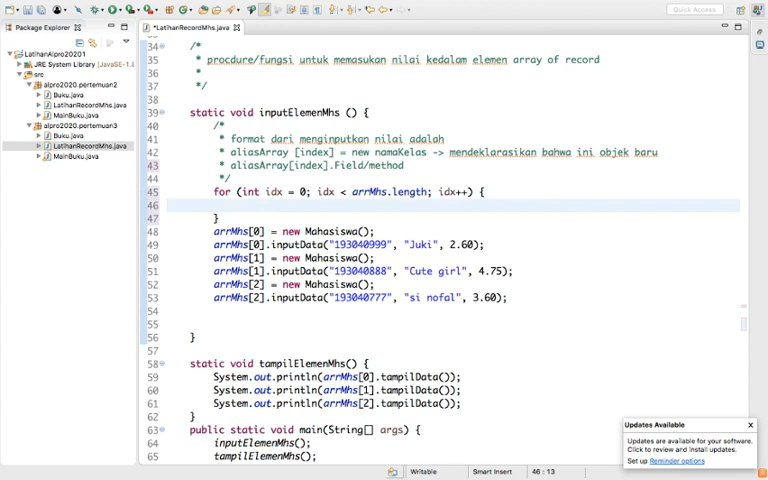 Quick Access
Package Explorer
*LatihanRecordMhs.java
LatihanAlpro20201
JRE System Library [JavaSE-1.8
src
alpro2020.pertemuan2
Buku.java
LatihanRecordMhs.java
MainBuku.java
alpro2020.pertemuan3
Buku.java
LatihanRecordMhs.java
MainBuku.java
34 /*
35 * procdure/fungsi untuk memasukan nilai kedalam elemen array of record
36 *
37 */
38
39 static void inputElemenMhs () {
40 /*
41 * format dari menginputkan nilai adalah
42 * aliasArray [index] = new namaKelas -> mendeklarasikan bahwa ini objek baru
43 * aliasArray[index].Field/method
44 */
45 for (int idx = 0; idx < arrMhs.length; idx++) {
46
47 }
48 arrMhs[0] = new Mahasiswa();
49 arrMhs[0].inputData("193040999", "Juki", 2.60);
50 arrMhs[1] = new Mahasiswa();
51 arrMhs[1].inputData("193040888", "Cute girl", 4.75);
52 arrMhs[2] = new Mahasiswa();
53 arrMhs[2].inputData("193040777", "si nofal", 3.60);
54
55
56 }
57
58 static void tampilElemenMhs() {
59 System.out.println(arrMhs[0].tampilData());
60 System.out.println(arrMhs[1].tampilData());
61 System.out.println(arrMhs[2].tampilData());
62 }
63 public static void main(String[] args) {
64 inputElemenMhs();
65 tampilElemenMhs();
Updates Available
X
Updates are available for your software.
Click to review and install updates.
Set up Reminder options
Writable
Smart Insert
46 : 13